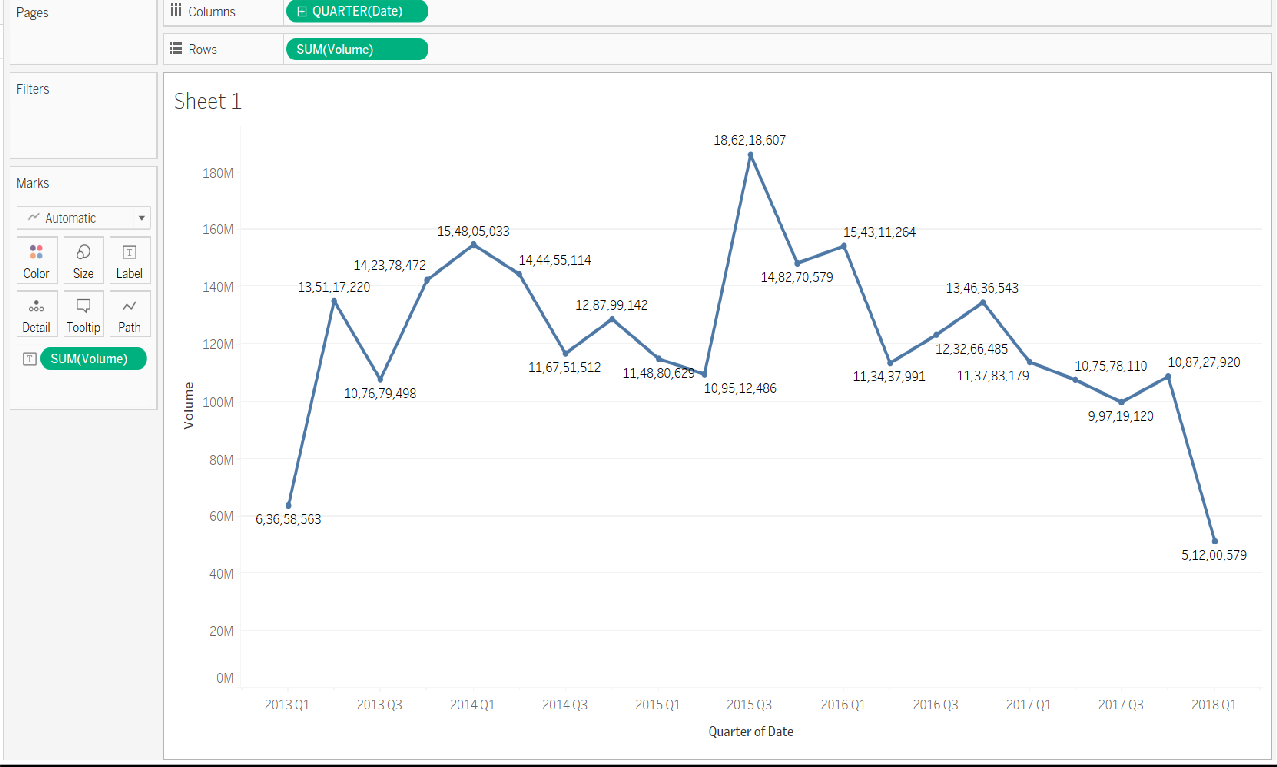 Pages
Columns
QUARTER(Date)
Rows
SUM(Volume)
Filters
Marks
Automatic
Color
Size
Label
Detail
Tooltip
Path
SUM(Volume)
Sheet 1
Volume
180M
160M
140M
120M
100M
80M
60M
40M
20M
0M
6,36,58,563
13,51,17,220
10,76,79,498
14,23,78,472
15,48,05,033
14,44,55,114
11,67,51,512
12,87,99,142
11,48,80,629
10,95,12,486
18,62,18,607
14,82,70,579
15,43,11,264
11,34,37,991
12,32,66,485
13,46,36,543
11,37,83,179
10,75,78,110
9,97,19,120
10,87,27,920
5,12,00,579
2013 Q1
2013 Q3
2014 Q1
2014 Q3
2015 Q1
2015 Q3
2016 Q1
2016 Q3
2017 Q1
2017 Q3
2018 Q1
Quarter of Date